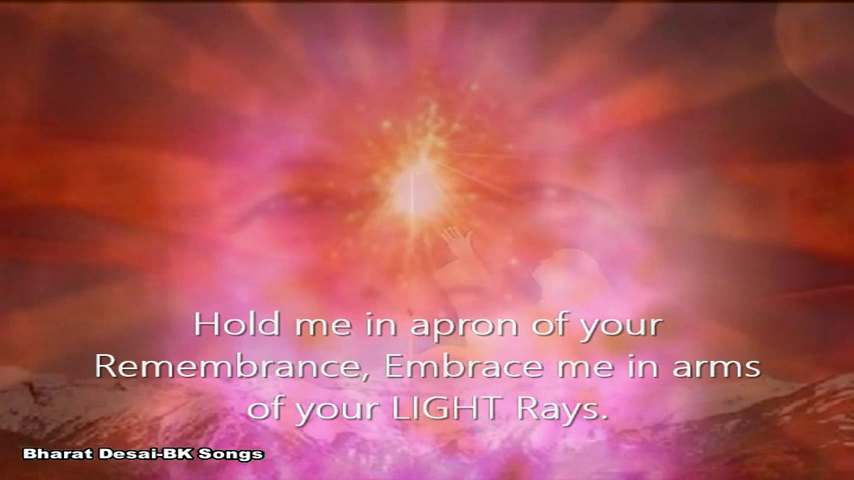 Hold me in apron of your
Remembrance, Embrace me in arms
of your LIGHT Rays.
Bharat Desai-BK Songs